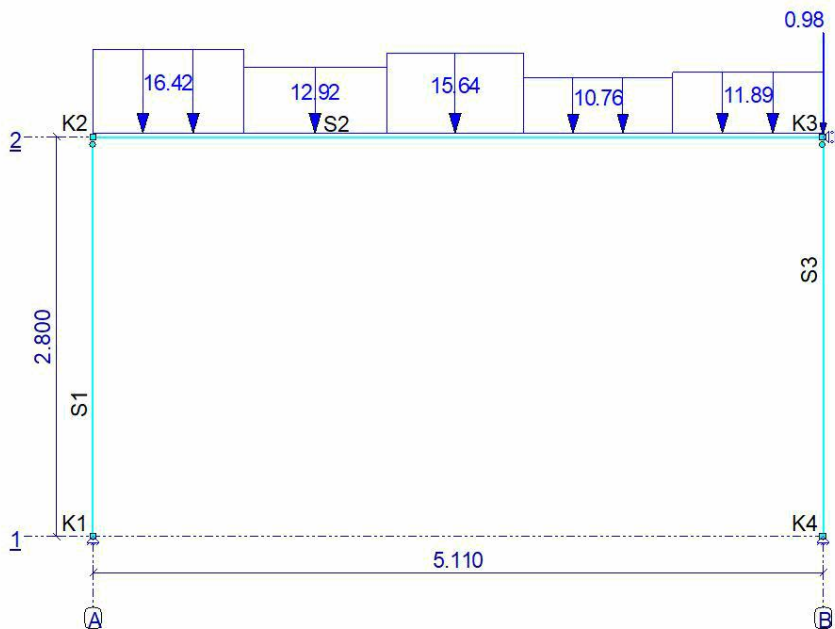 0.98
16.42
12.92
15.64
10.76
11.89
K2
S2
K3
2
S3
2.800
S1
K1
K4
1
5.110
A
B